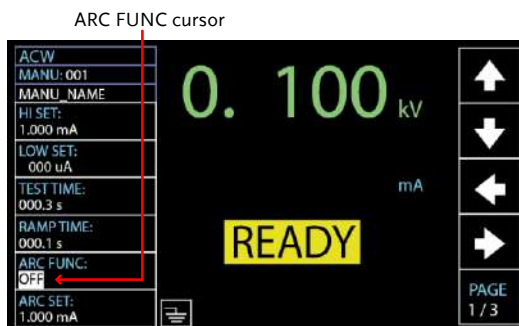 ARC FUNC cursor
ACW
MANU: 001
MANU_NAME
HI SET:
1.000 mA
LOW SET:
000 uA
TEST TIME:
000.3 s
RAMP TIME:
000.1 s
ARC FUNC:
OFF
ARC SET:
1.000 mA
0. 100 kV
mA
READY
PAGE
1/3